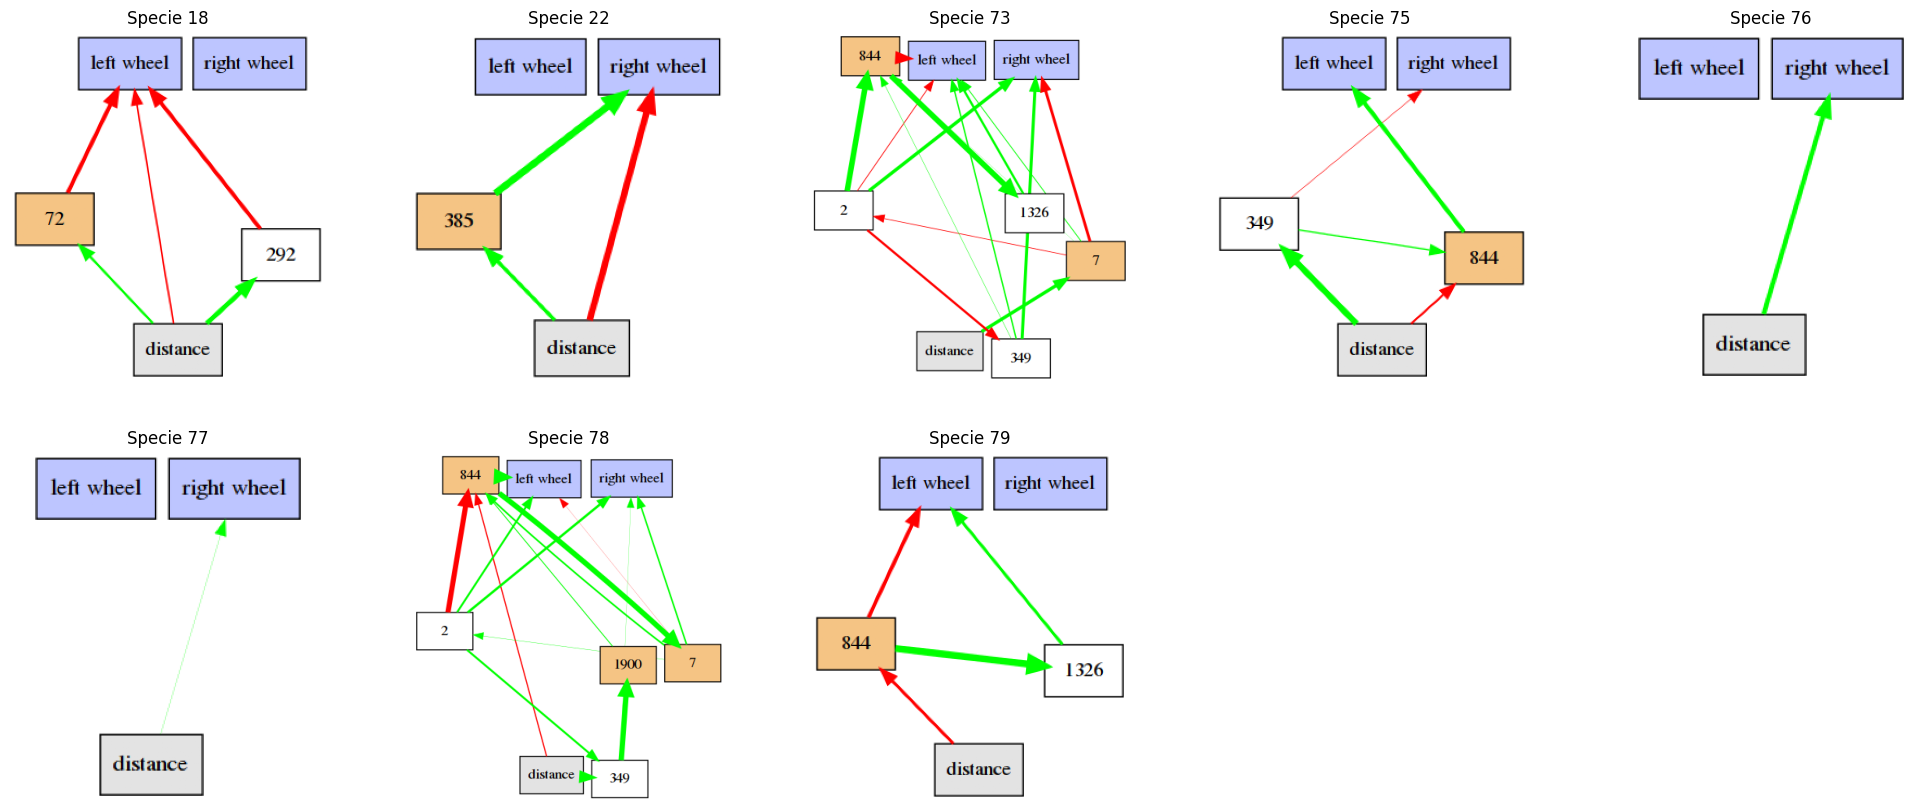 Specie 18
left wheel
right wheel
72
292
distance
Specie 22
left wheel
right wheel
385
distance
Specie 73
844
left wheel
right wheel
2
1326
7
distance
349
Specie 75
left wheel
right wheel
349
844
distance
Specie 76
left wheel
right wheel
distance
Specie 77
left wheel
right wheel
distance
Specie 78
844
left wheel
right wheel
2
1900
7
distance
349
Specie 79
left wheel
right wheel
844
1326
distance